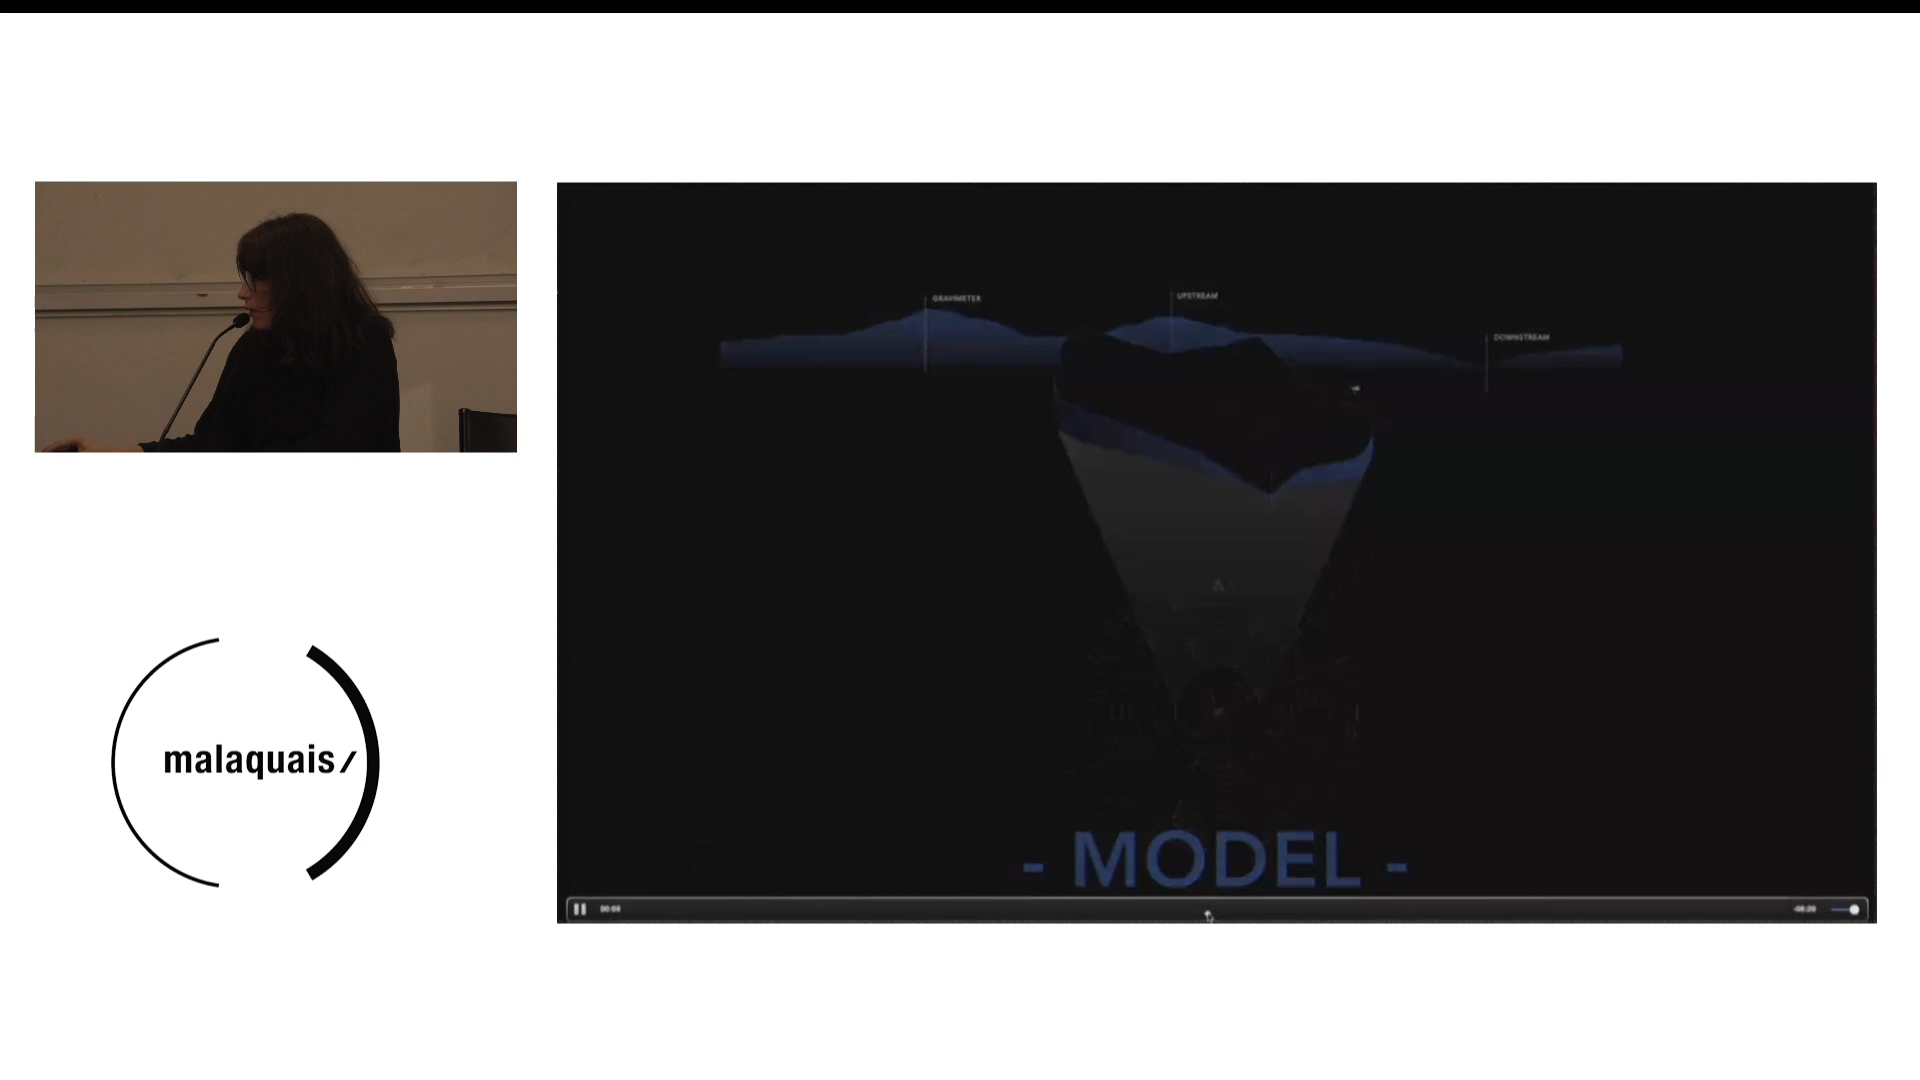 GRAVIMETER
UPSTREAM
DOWNSTREAM
malaquais/
- MODEL -